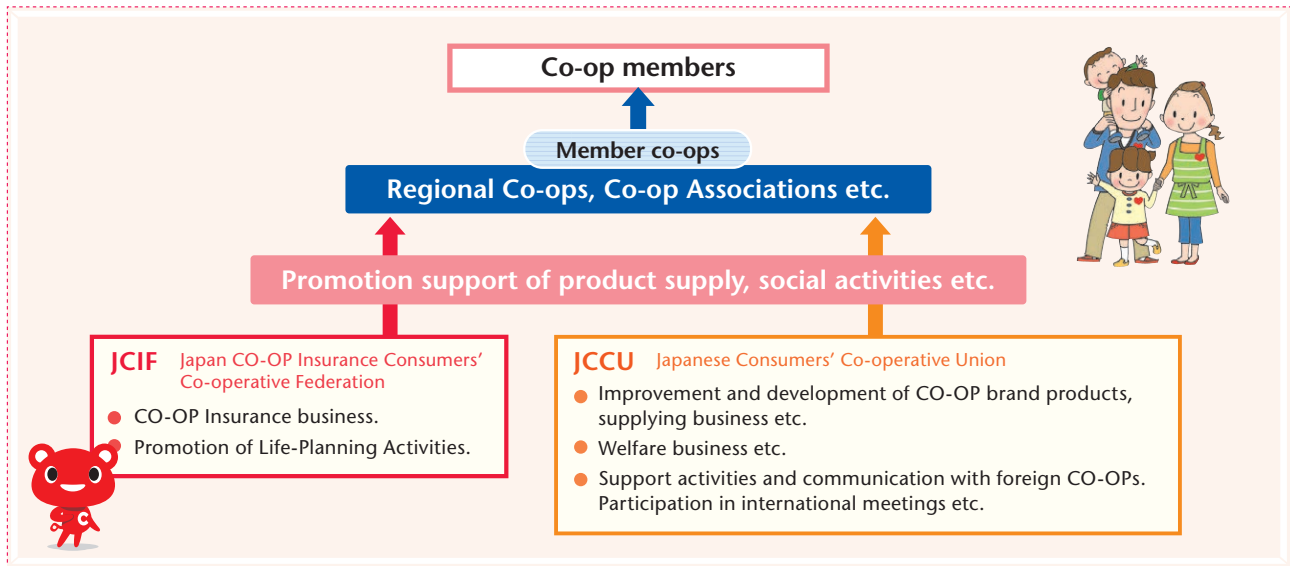 Co-op members
Member co-ops
Regional Co-ops, Co-op Associations etc.
Promotion support of product supply, social activities etc.
JCIF Japan CO-OP Insurance Consumers’
Co-operative Federation
● CO-OP Insurance business.
● Promotion of Life-Planning Activities.
JCCU Japanese Consumers’ Co-operative Union
● Improvement and development of CO-OP brand products,
supplying business etc.
● Welfare business etc.
● Support activities and communication with foreign CO-OPs.
Participation in international meetings etc.